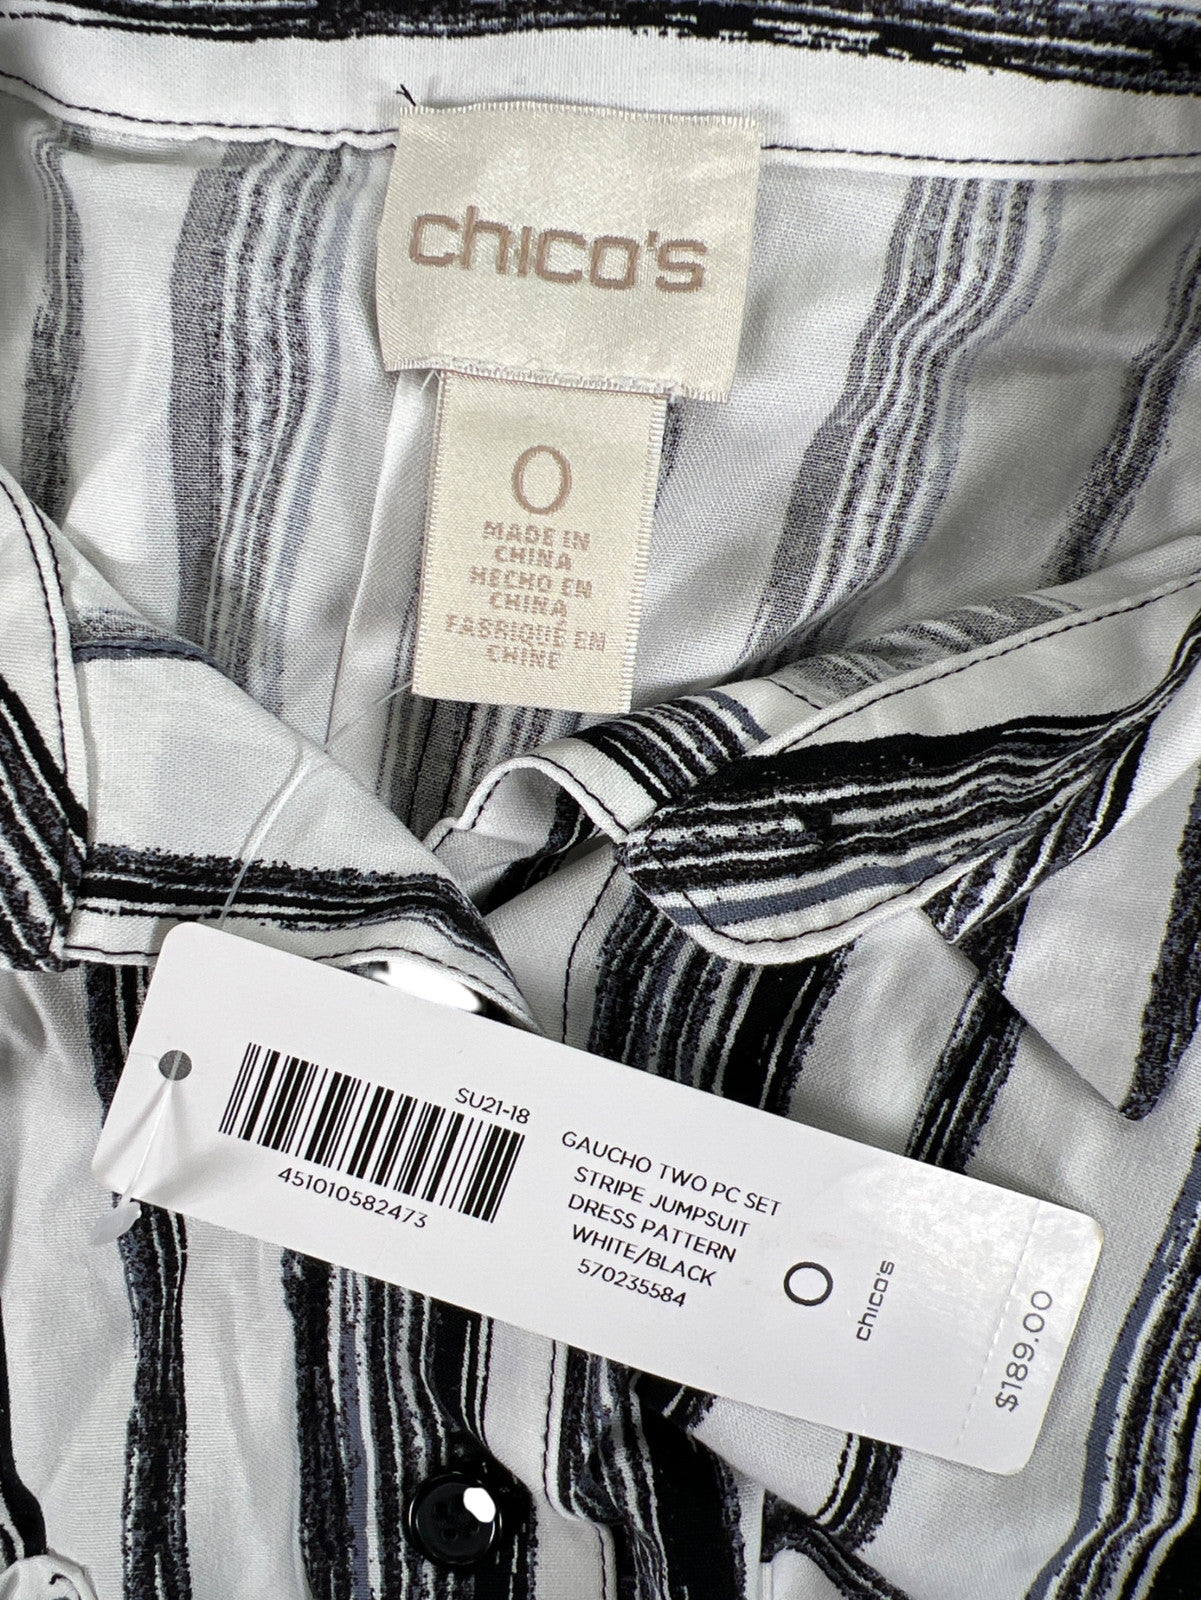 chico's
0
MADE IN
CHINA
HECHO EN
CHINA
FABRIQUÉ EN
CHINE
SU21-18
451010582473
GAUCHO TWO PC SET
STRIPE JUMPSUIT
DRESS PATTERN
WHITE/BLACK
570235584
0
chico's
$189.00